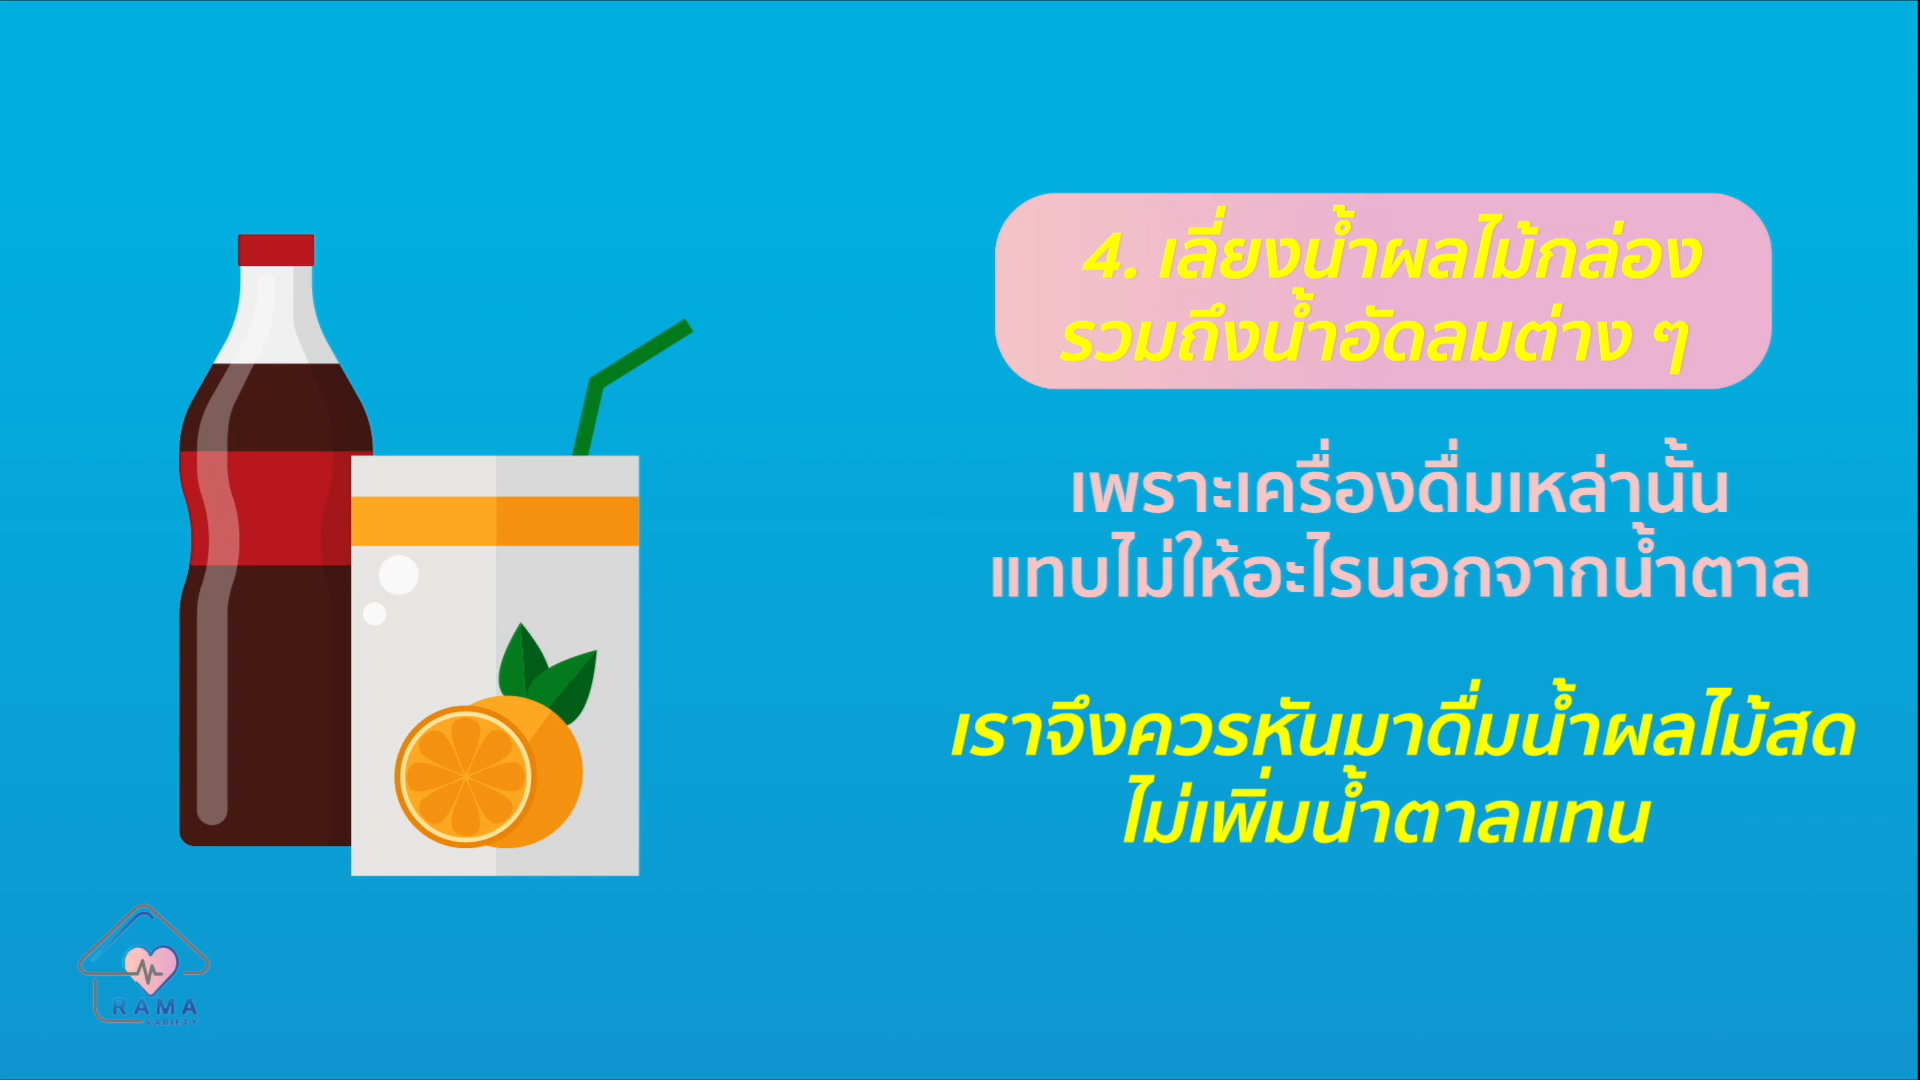 4. เลี่ยงน้ำผลไม้กล่อง
รวมถึงน้ำอัดลมต่าง ๆ
เพราะเครื่องดื่มเหล่านั้น
แทบไม่ให้อะไรนอกจากน้ำตาล
เราจึงควรหันมาดื่มน้ำผลไม้สด
ไม่เพิ่มน้ำตาลแทน
RAMA
VARIETY